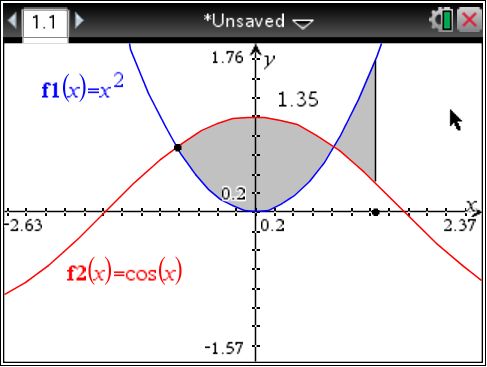 1.1
*Unsaved
1.76
y
f1(x)=x²
1.35
0.2
x
-2.63
0.2
2.37
f2(x)=cos(x)
-1.57